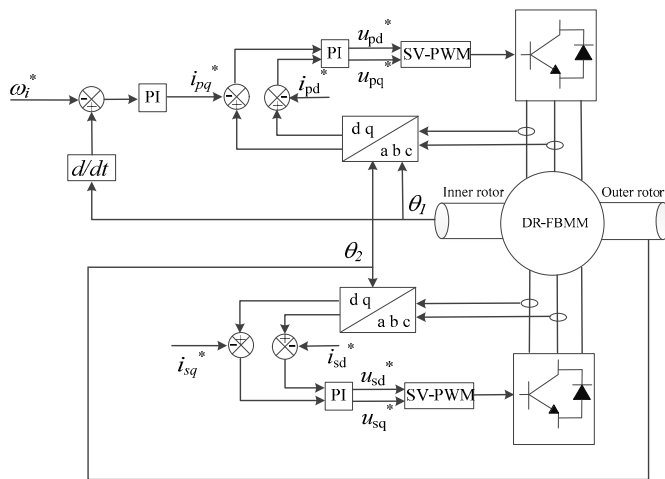 u_pd*
PI
SV-PWM
u_pq*
ω_i*
PI
i_pq*
i_pd*
d q
a b c
d/dt
Inner rotor
Outer rotor
θ_1
DR-FBMM
θ_2
d q
a b c
i_sq*
i_sd*
u_sd*
PI
SV-PWM
u_sq*